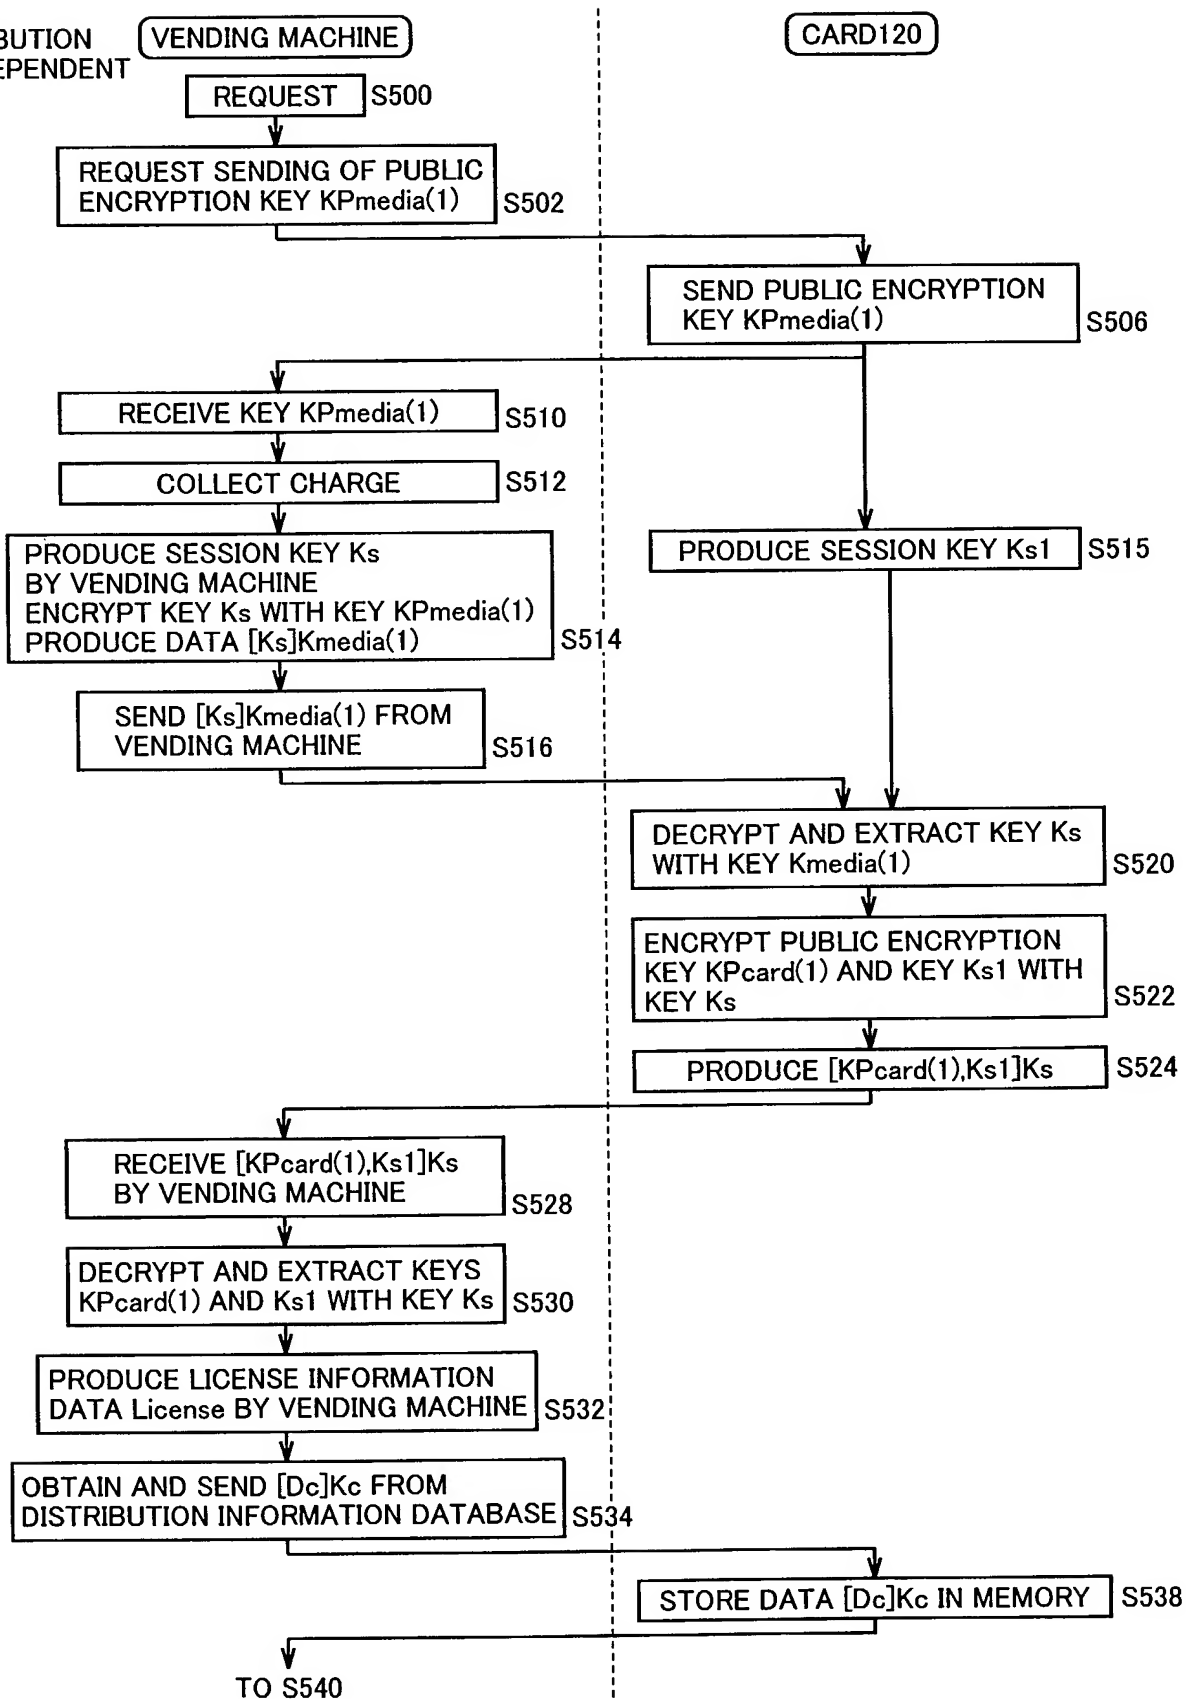 BUTION
EPENDENT
VENDING MACHINE
CARD120
REQUEST
S500
REQUEST SENDING OF PUBLIC
ENCRYPTION KEY KPmedia(1)
S502
SEND PUBLIC ENCRYPTION
KEY KPmedia(1)
S506
RECEIVE KEY KPmedia(1)
S510
COLLECT CHARGE
S512
PRODUCE SESSION KEY Ks
BY VENDING MACHINE
ENCRYPT KEY Ks WITH KEY KPmedia(1)
PRODUCE DATA [Ks]Kmedia(1)
S514
PRODUCE SESSION KEY Ks1
S515
SEND [Ks]Kmedia(1) FROM
VENDING MACHINE
S516
DECRYPT AND EXTRACT KEY Ks
WITH KEY Kmedia(1)
S520
ENCRYPT PUBLIC ENCRYPTION
KEY KPcard(1) AND KEY Ks1 WITH
KEY Ks
S522
PRODUCE [KPcard(1),Ks1]Ks
S524
RECEIVE [KPcard(1),Ks1]Ks
BY VENDING MACHINE
S528
DECRYPT AND EXTRACT KEYS
KPcard(1) AND Ks1 WITH KEY Ks
S530
PRODUCE LICENSE INFORMATION
DATA License BY VENDING MACHINE
S532
OBTAIN AND SEND [Dc]Kc FROM
DISTRIBUTION INFORMATION DATABASE
S534
STORE DATA [Dc]Kc IN MEMORY
S538
TO S540